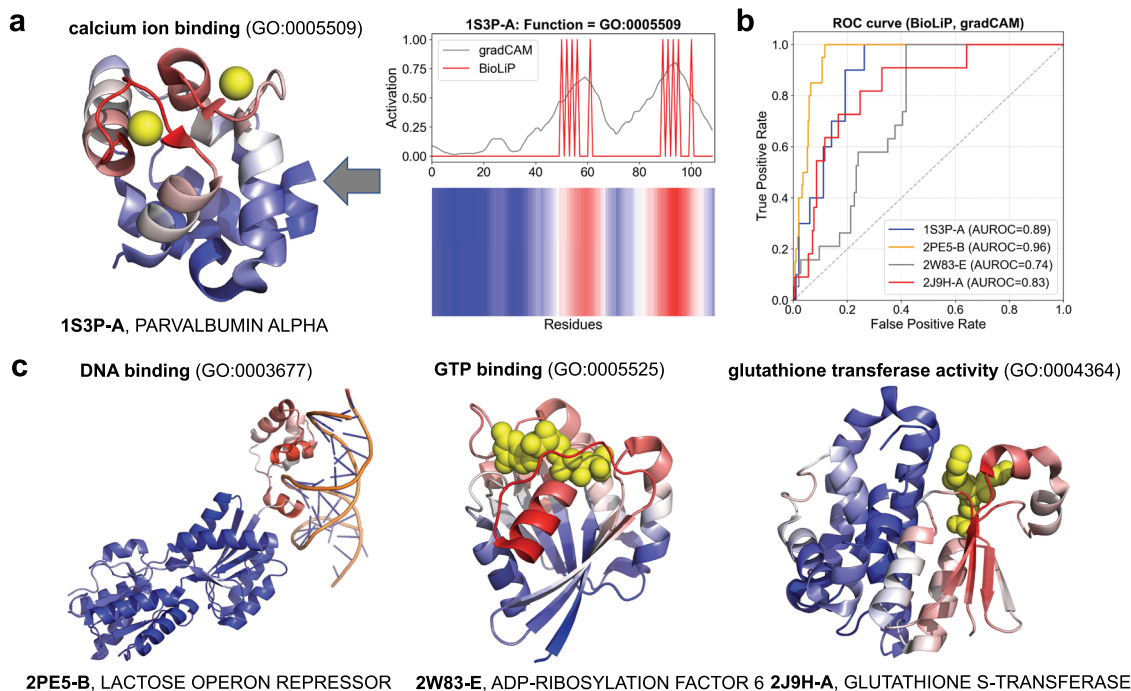 a
calcium ion binding (GO:0005509)
1S3P-A, PARVALBUMIN ALPHA
1S3P-A: Function = GO:0005509
gradCAM
BioLiP
Activation
1.00
0.75
0.50
0.25
0.00
0 20 40 60 80 100
Residues
b
ROC curve (BioLiP, gradCAM)
True Positive Rate
1.0
0.8
0.6
0.4
0.2
0.0
1S3P-A (AUROC=0.89)
2PE5-B (AUROC=0.96)
2W83-E (AUROC=0.74)
2J9H-A (AUROC=0.83)
0.0 0.2 0.4 0.6 0.8 1.0
False Positive Rate
c
DNA binding (GO:0003677)
GTP binding (GO:0005525)
glutathione transferase activity (GO:0004364)
2PE5-B, LACTOSE OPERON REPRESSOR
2W83-E, ADP-RIBOSYLATION FACTOR 6
2J9H-A, GLUTATHIONE S-TRANSFERASE